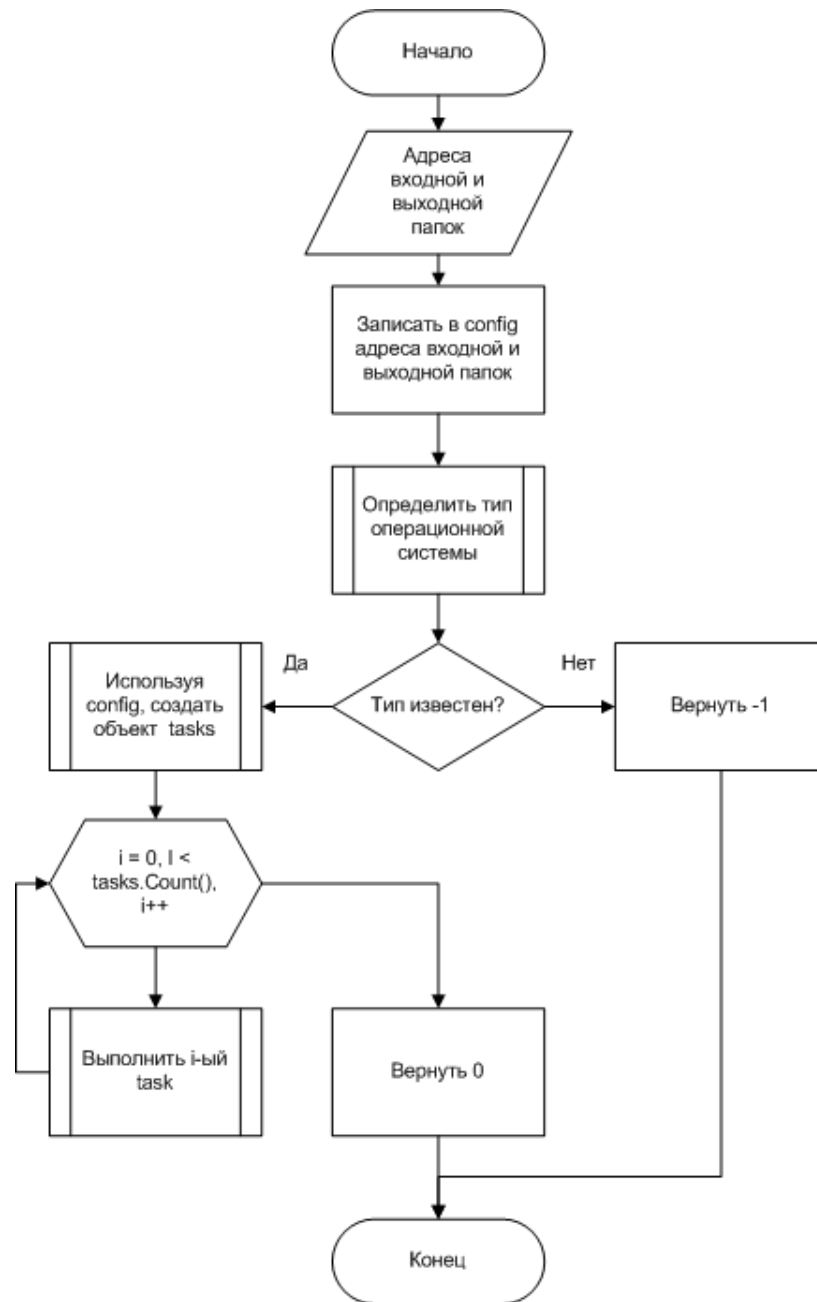 Начало
Адреса
входной и
выходной
папок
Записать в config
адреса входной и
выходной папок
Определить тип
операционной
системы
Да
Нет
Используя
config, создать
объект tasks
Тип известен?
Вернуть -1
i = 0, I <
tasks.Count(),
i++
Выполнить i-ый
task
Вернуть 0
Конец